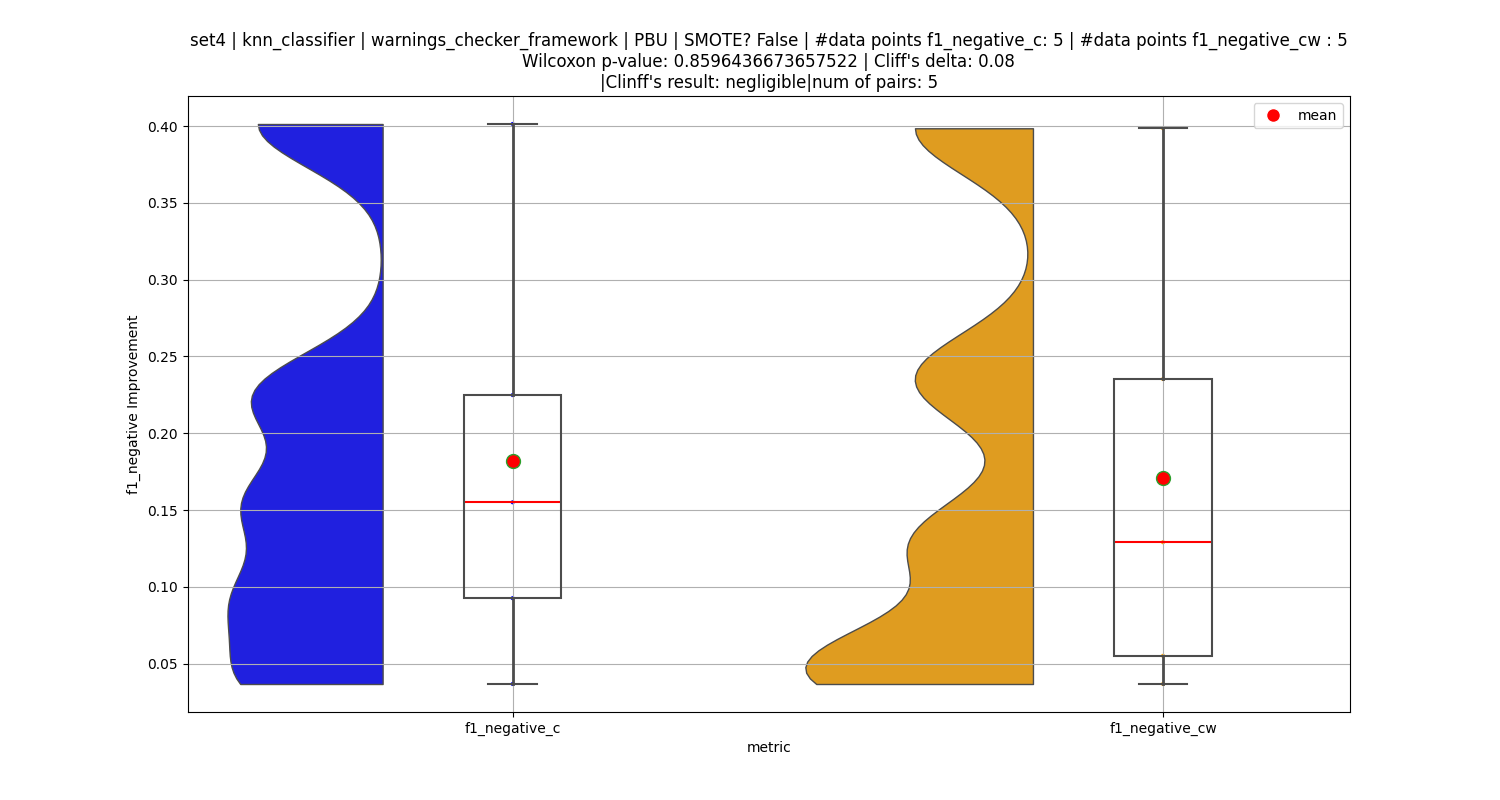 set4 | knn_classifier | warnings_checker_framework | PBU | SMOTE? False | #data points f1_negative_c: 5 | #data points f1_negative_cw : 5
Wilcoxon p-value: 0.8596436673657522 | Cliff's delta: 0.08
|Clinff's result: negligible|num of pairs: 5
mean
0.40
0.35
0.30
0.25
0.20
0.15
0.10
0.05
f1_negative Improvement
f1_negative_c
f1_negative_cw
metric